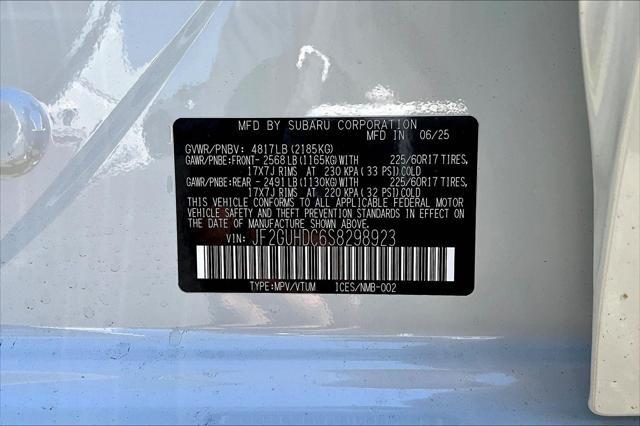 MFD BY SUBARU CORPORATION
MFD IN 06/25
GVWR/PNBV: 4817LB(2185KG)
GAWR/PNBE:FRONT- 2568LB(1165KG)WITH 225/60R17 TIRES,
17X7J RIMS AT 230 KPA(33 PSI)COLD
GAWR/PNBE:REAR - 2491LB(1130KG)WITH 225/60R17 TIRES,
17X7J RIMS AT 220 KPA(32 PSI)COLD
THIS VEHICLE CONFORMS TO ALL APPLICABLE FEDERAL MOTOR
VEHICLE SAFETY AND THEFT PREVENTION STANDARDS IN EFFECT
ON THE DATE OF MANUFACTURE SHOWN ABOVE.
VIN: JF2GUHDC6S8298923
TYPE:MPV/VTUM ICES/NMB-002